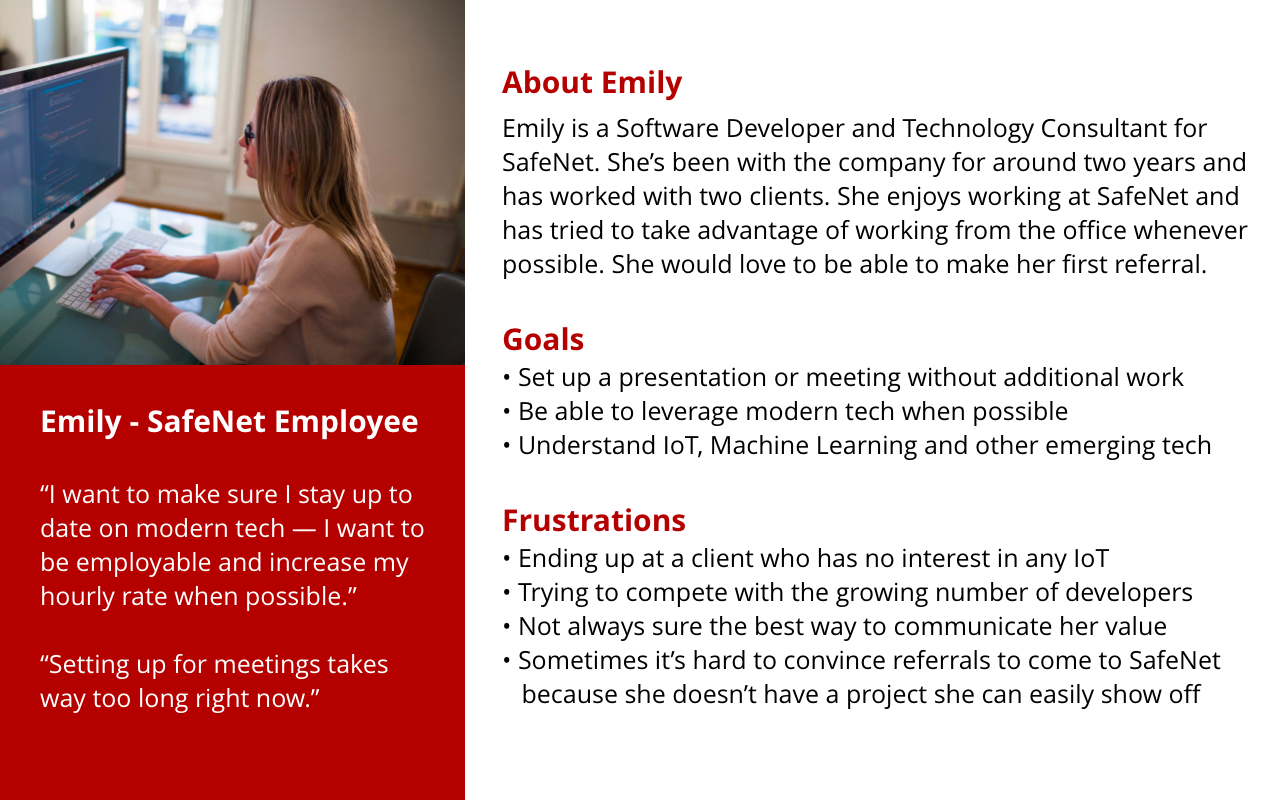 About Emily
Emily is a Software Developer and Technology Consultant for
SafeNet. She’s been with the company for around two years and
has worked with two clients. She enjoys working at SafeNet and
has tried to take advantage of working from the office whenever
possible. She would love to be able to make her first referral.
Goals
• Set up a presentation or meeting without additional work
• Be able to leverage modern tech when possible
• Understand IoT, Machine Learning and other emerging tech
Frustrations
• Ending up at a client who has no interest in any IoT
• Trying to compete with the growing number of developers
• Not always sure the best way to communicate her value
• Sometimes it’s hard to convince referrals to come to SafeNet
because she doesn’t have a project she can easily show off
Emily - SafeNet Employee
“I want to make sure I stay up to
date on modern tech — I want to
be employable and increase my
hourly rate when possible.”
“Setting up for meetings takes
way too long right now.”